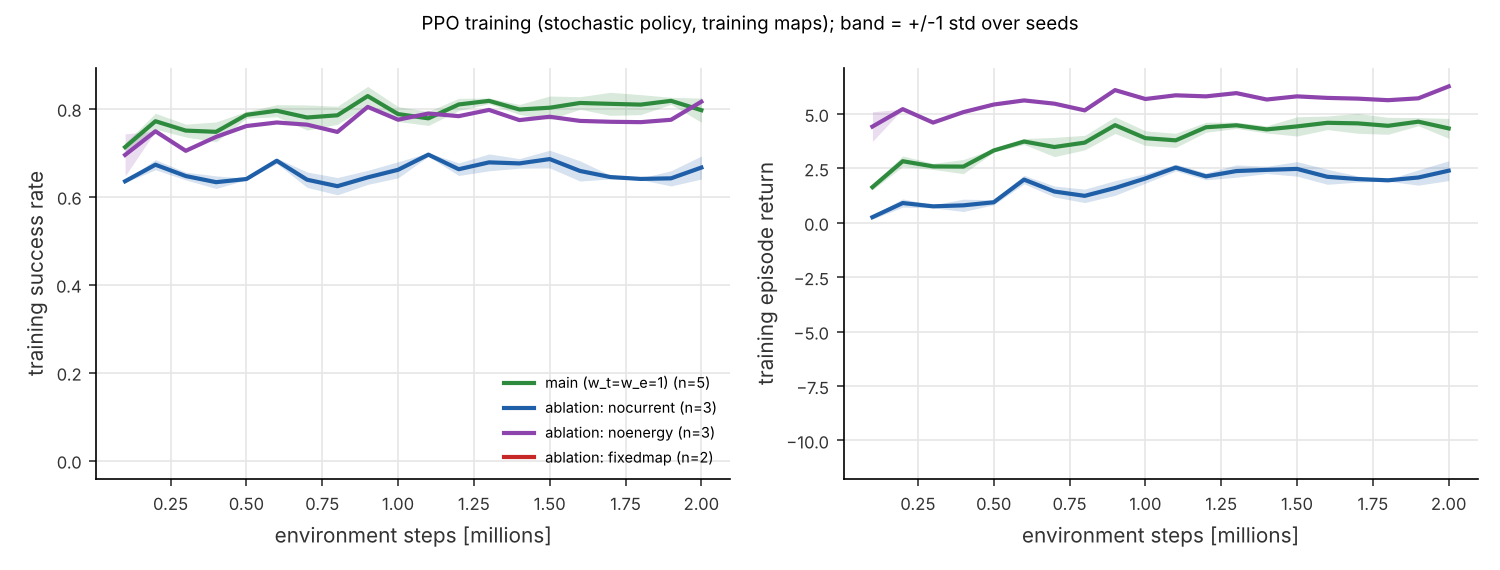 PPO training (stochastic policy, training maps); band = +/-1 std over seeds
training success rate
0.8
0.6
0.4
0.2
0.0
main (w_t=w_e=1) (n=5)
ablation: nocurrent (n=3)
ablation: noenergy (n=3)
ablation: fixedmap (n=2)
0.25 0.50 0.75 1.00 1.25 1.50 1.75 2.00
environment steps [millions]
training episode return
5.0
2.5
0.0
−2.5
−5.0
−7.5
−10.0
0.25 0.50 0.75 1.00 1.25 1.50 1.75 2.00
environment steps [millions]